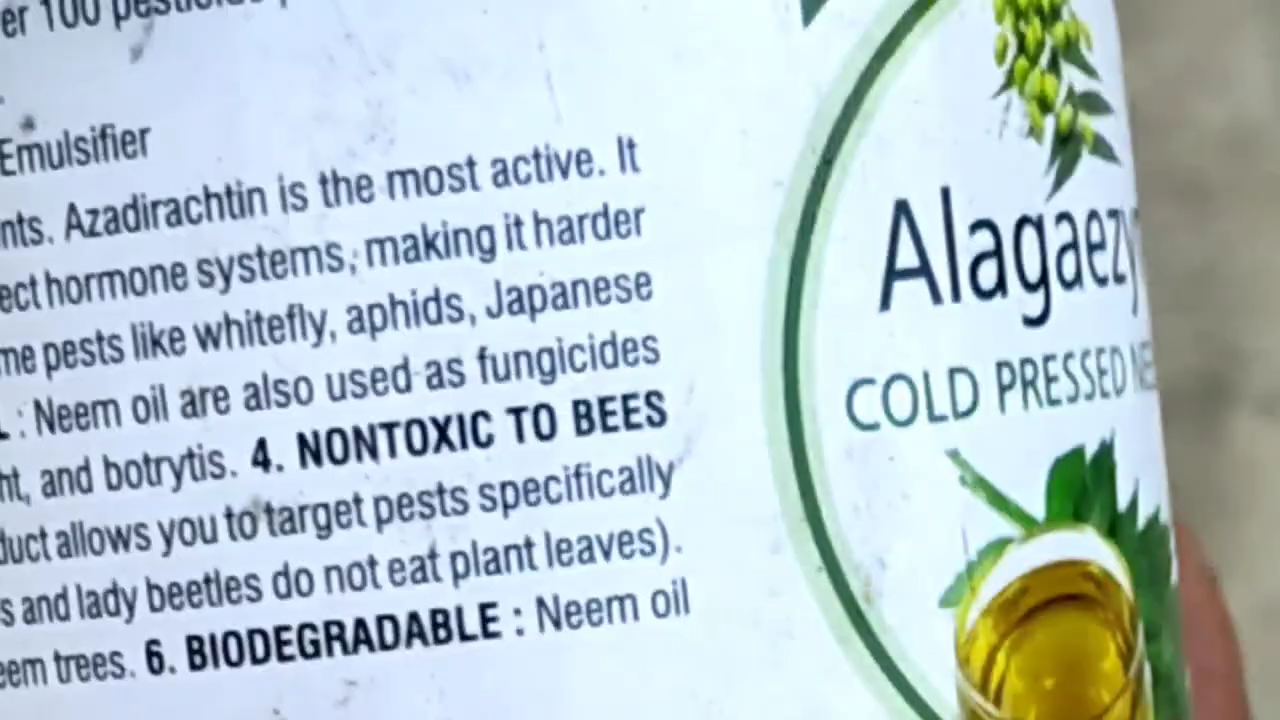 er 100
Emulsifier
nts. Azadirachtin is the most active. It
ect hormone systems, making it harder
me pests like whitefly, aphids, Japanese
: Neem oil are also used as fungicides
ht, and botrytis. 4. NONTOXIC TO BEES
duct allows you to target pests specifically
s and lady beetles do not eat plant leaves).
eem trees. 6. BIODEGRADABLE : Neem oil
Alagaezy
COLD PRESSED NE